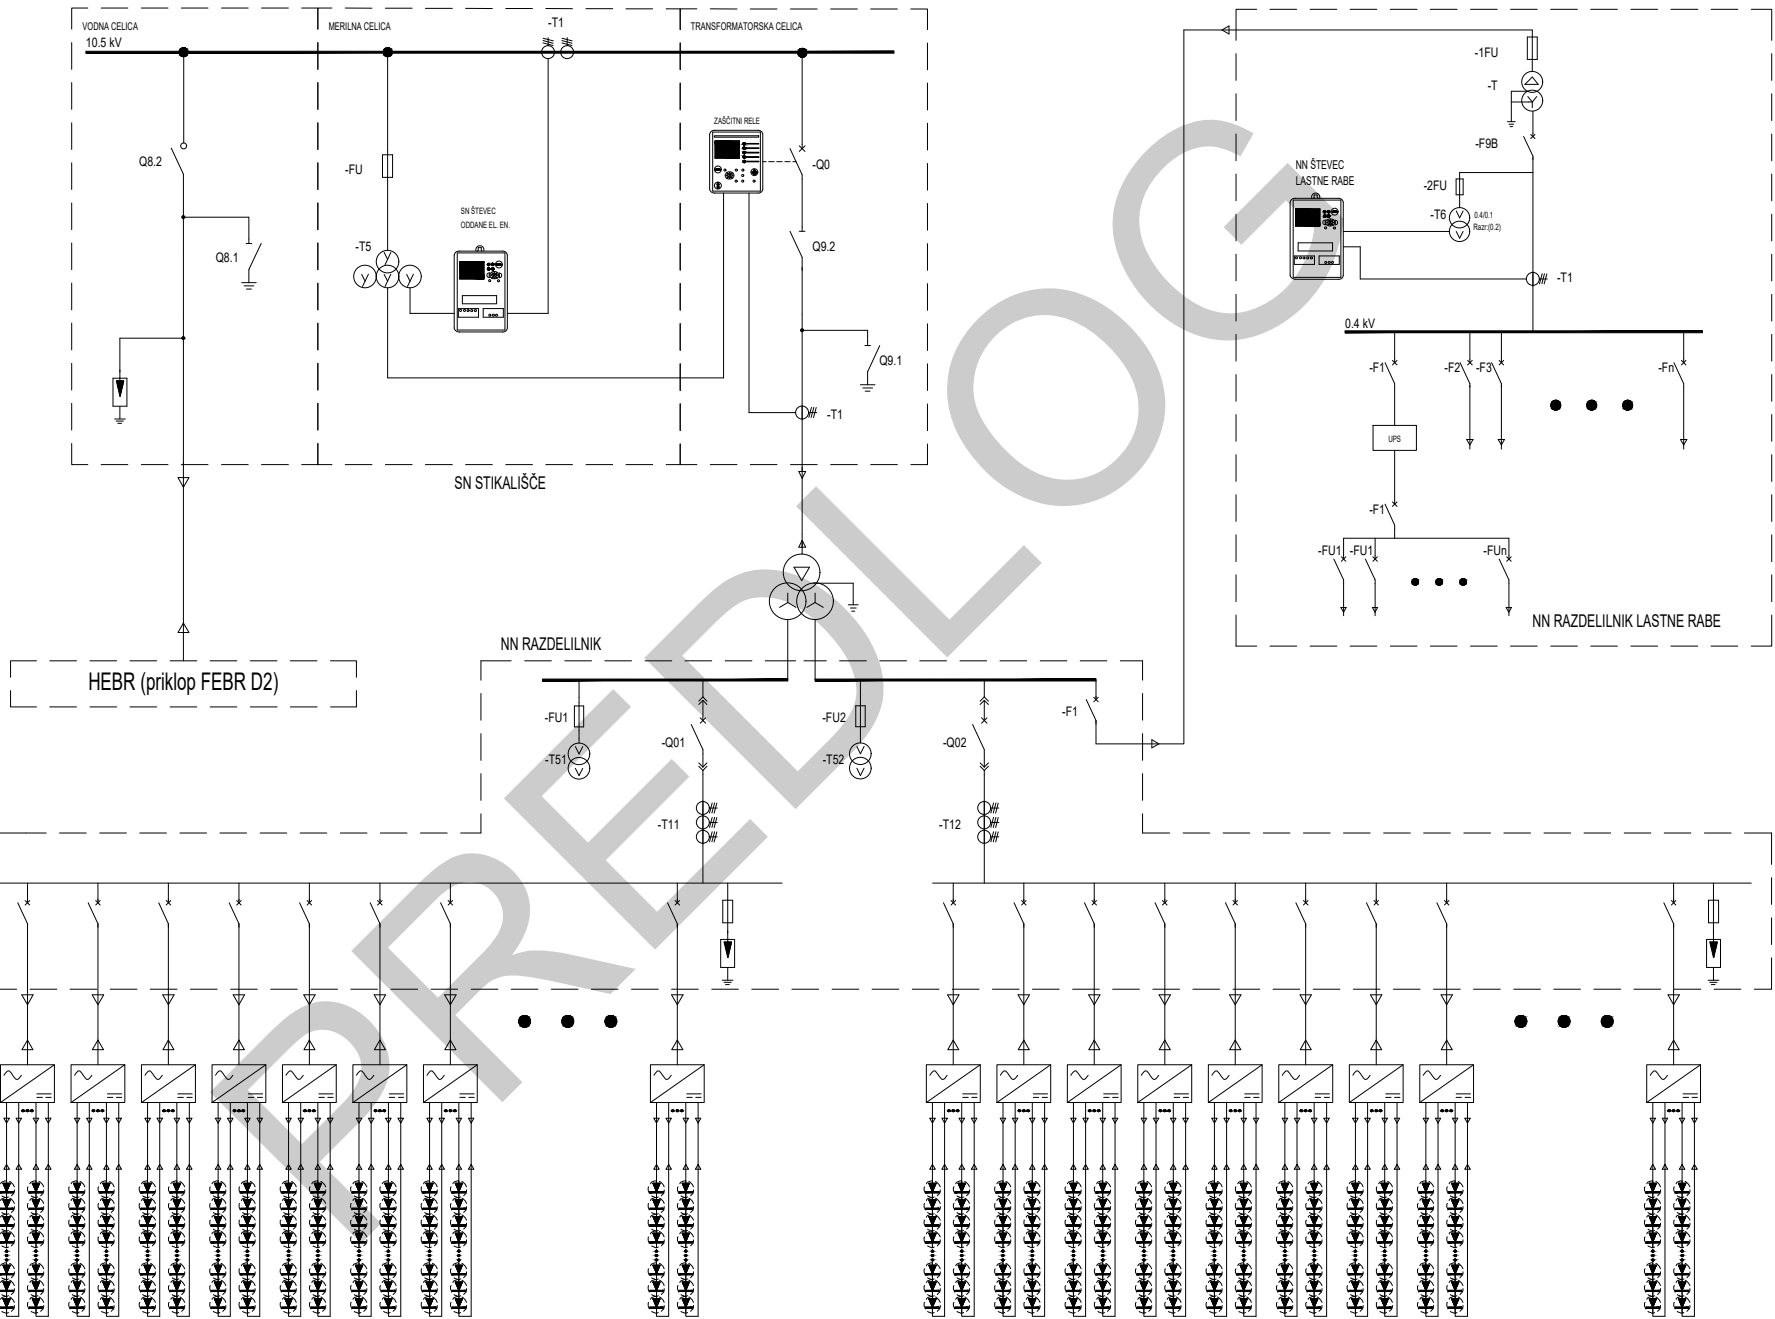 VODNA CELICA
10.5 kV
MERILNA CELICA
-T1
TRANSFORMATORSKA CELICA
Q8.2
Q8.1
-FU
-T5
SN ŠTEVEC
ODDANE EL. EN.
ZAŠČITNI RELE
-Q0
Q9.2
Q9.1
-T1
SN STIKALIŠČE
HEBR (priklop FEBR D2)
-1FU
-T
-F9B
NN ŠTEVEC
LASTNE RABE
-2FU
-T6
0.4/0.1
Razr.(0.2)
-T1
0.4 kV
-F1
-F2
-F3
-Fn
UPS
-F1
-FU1
-FU1
-FUn
NN RAZDELILNIK LASTNE RABE
NN RAZDELILNIK
-FU1
-T51
-Q01
-T11
-FU2
-T52
-Q02
-T12
-F1
PREDLOG